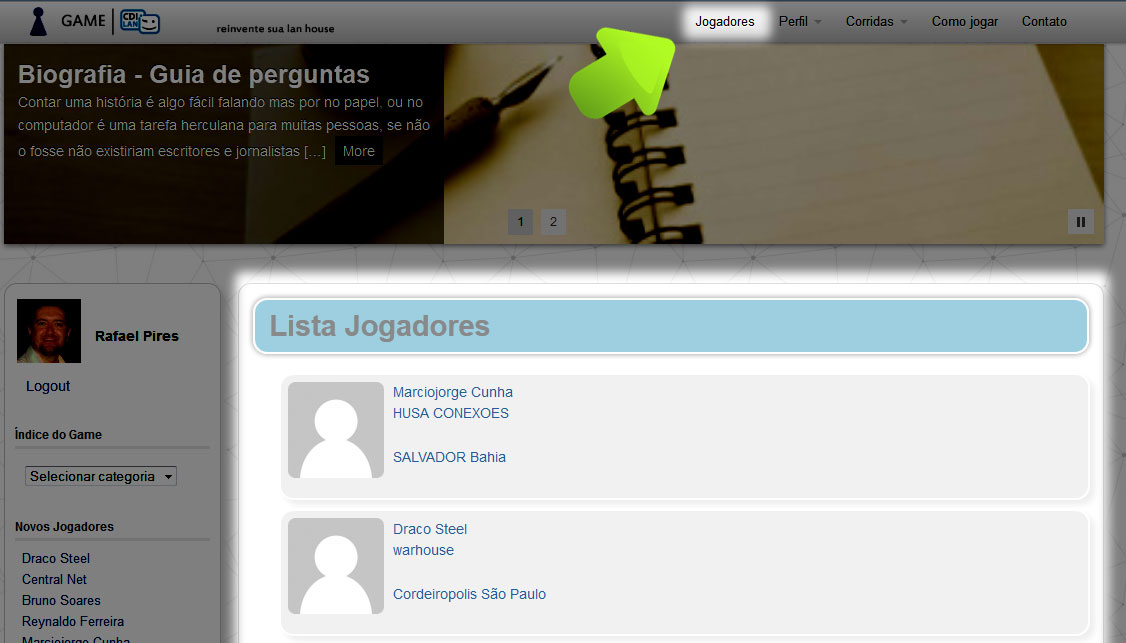 GAME CDI LAN
reinvente sua lan house
Jogadores Perfil Corridas Como jogar Contato
Biografia - Guia de perguntas
Contar uma história é algo fácil falando mas por no papel, ou no
computador é uma tarefa herculana para muitas pessoas, se não
o fosse não existiriam escritores e jornalistas [...] More
1 2
Rafael Pires
Logout
Índice do Game
Selecionar categoria
Novos Jogadores
Draco Steel
Central Net
Bruno Soares
Reynaldo Ferreira
Marciojorge Cunha
Lista Jogadores
Marciojorge Cunha
HUSA CONEXOES
SALVADOR Bahia
Draco Steel
warhouse
Cordeiropolis São Paulo